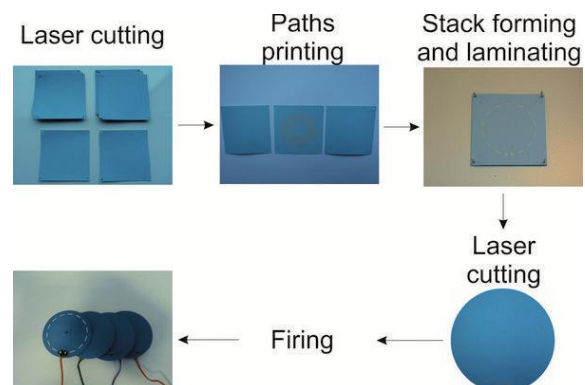 Laser cutting
Paths
printing
Stack forming
and laminating
Laser
cutting
Firing